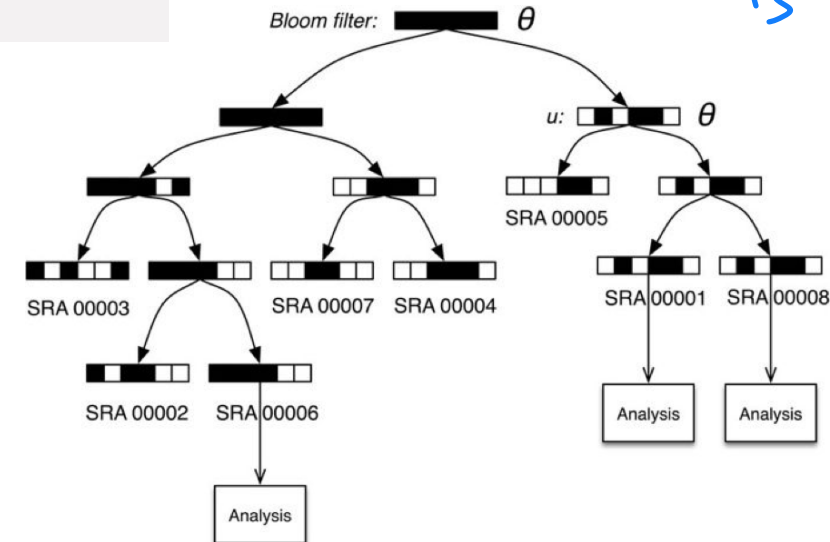 Bloom filter: θ
u: θ
SRA 00005
SRA 00003
SRA 00007
SRA 00004
SRA 00001
SRA 00008
SRA 00002
SRA 00006
Analysis
Analysis
Analysis